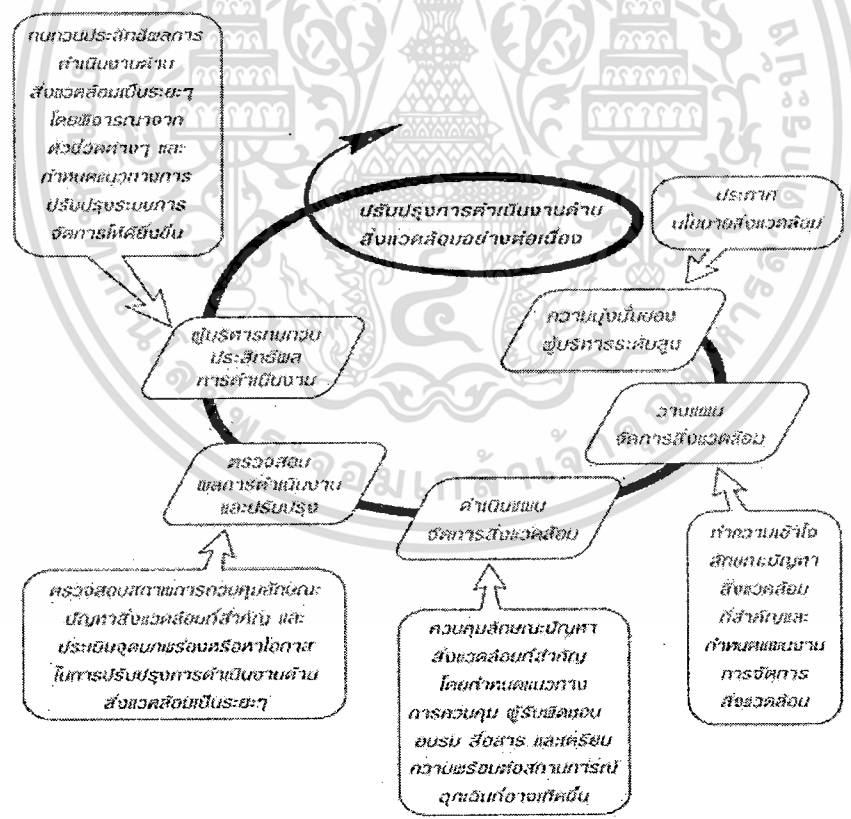 ทบทวนประสิทธิผลการ
ดำเนินงานด้าน
สิ่งแวดล้อมเป็นระยะๆ
โดยพิจารณาจาก
ตัวชี้วัดต่างๆ และ
กำหนดแนวทางการ
ปรับปรุงระบบการ
จัดการให้ดียิ่งขึ้น
ปรับปรุงการดำเนินงานด้าน
สิ่งแวดล้อมอย่างต่อเนื่อง
ประกาศ
นโยบายสิ่งแวดล้อม
ความมุ่งมั่นของ
ผู้บริหารระดับสูง
ผู้บริหารทบทวน
ประสิทธิผล
การดำเนินงาน
วางแผน
จัดการสิ่งแวดล้อม
ตรวจสอบ
ผลการดำเนินงาน
และปรับปรุง
ดำเนินแผน
จัดการสิ่งแวดล้อม
ทำความเข้าใจ
ลักษณะปัญหา
สิ่งแวดล้อม
ที่สำคัญและ
กำหนดแผนงาน
การจัดการ
สิ่งแวดล้อม
ตรวจสอบสภาพการควบคุมลักษณะ
ปัญหาสิ่งแวดล้อมที่สำคัญ และ
ประเมินจุดบกพร่องหรือหาโอกาส
ในการปรับปรุงการดำเนินงานด้าน
สิ่งแวดล้อมเป็นระยะๆ
ควบคุมลักษณะปัญหา
สิ่งแวดล้อมที่สำคัญ
โดยกำหนดแนวทาง
การควบคุม ผู้รับผิดชอบ
อบรม สื่อสาร และเตรียม
ความพร้อมต่อสถานการณ์
ฉุกเฉินที่อาจเกิดขึ้น